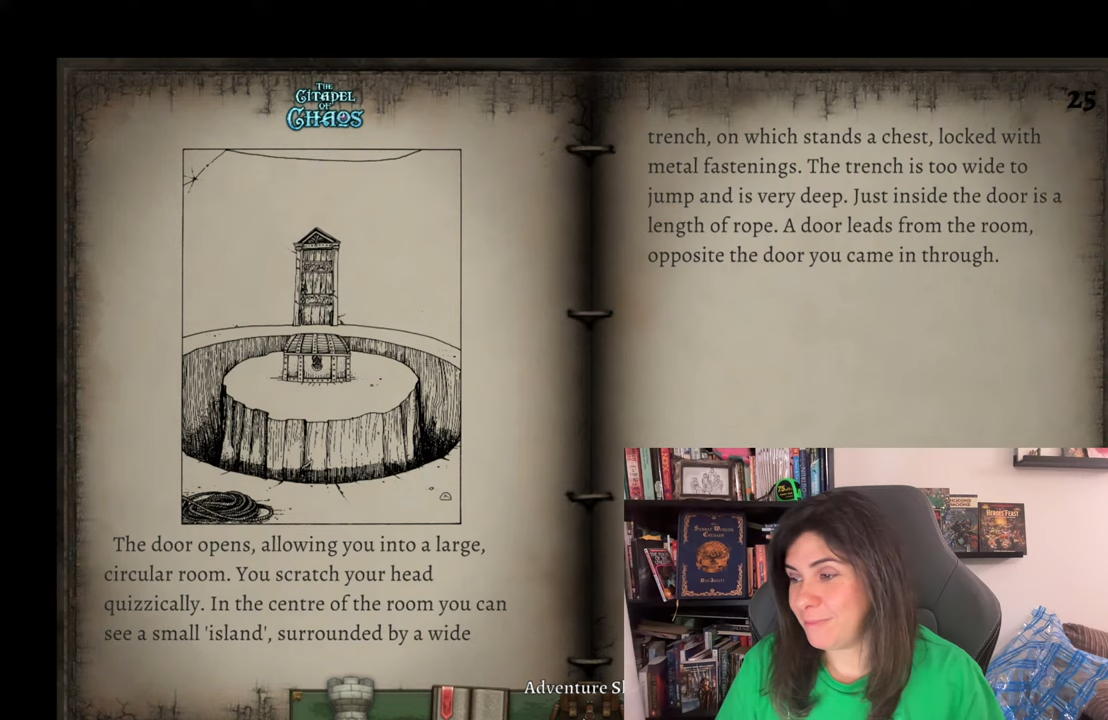 THE
CITADEL
OF
CHAOS
The door opens, allowing you into a large,
circular room. You scratch your head
quizzically. In the centre of the room you can
see a small 'island', surrounded by a wide
25
trench, on which stands a chest, locked with
metal fastenings. The trench is too wide to
jump and is very deep. Just inside the door is a
length of rope. A door leads from the room,
opposite the door you came in through.
Adventure S
HEROES' FEAST